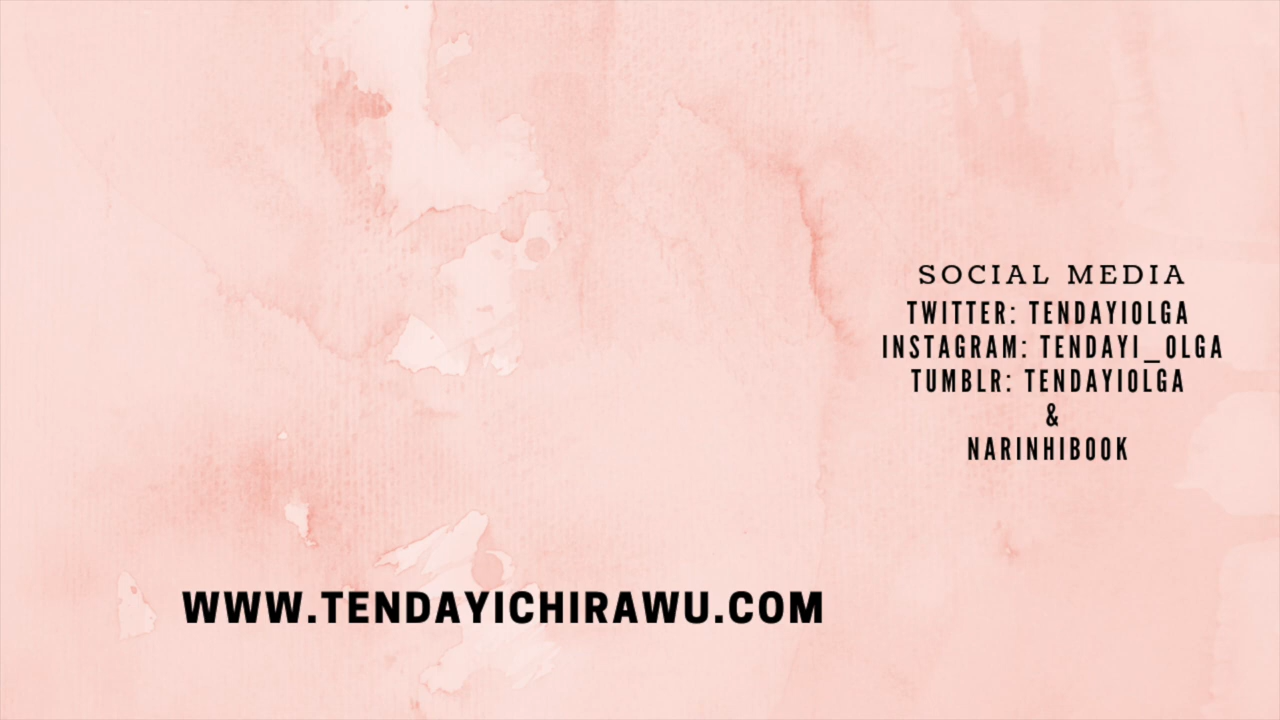 SOCIAL MEDIA
TWITTER: TENDAYIOLGA
INSTAGRAM: TENDAYI_OLGA
TUMBLR: TENDAYIOLGA
&
NARINHIBOOK
WWW.TENDAYICHIRAWU.COM